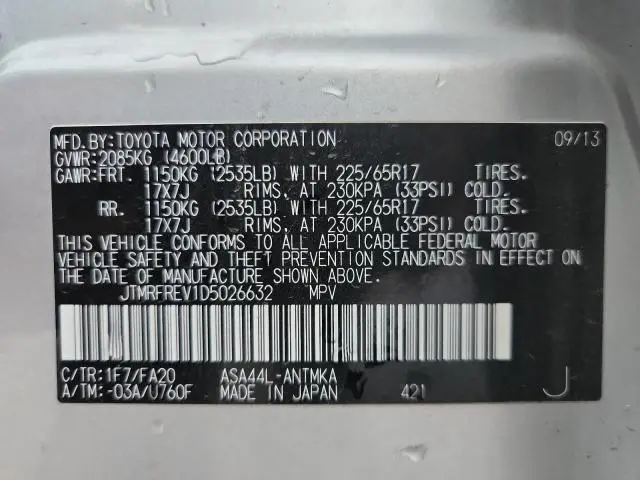 MFD.BY:TOYOTA MOTOR CORPORATION 09/13
GVWR:2085KG (4600LB)
GAWR:FRT. 1150KG (2535LB) WITH 225/65R17 TIRES.
17X7J RIMS, AT 230KPA (33PSI) COLD.
RR. 1150KG (2535LB) WITH 225/65R17 TIRES.
17X7J RIMS, AT 230KPA (33PSI) COLD.
THIS VEHICLE CONFORMS TO ALL APPLICABLE FEDERAL MOTOR
VEHICLE SAFETY AND THEFT PREVENTION STANDARDS IN EFFECT ON
THE DATE OF MANUFACTURE SHOWN ABOVE.
JTMRFREV1D5026632 MPV
C/TR:1F7/FA20 ASA44L-ANTMKA
A/TM:-03A/U760F MADE IN JAPAN 421 J